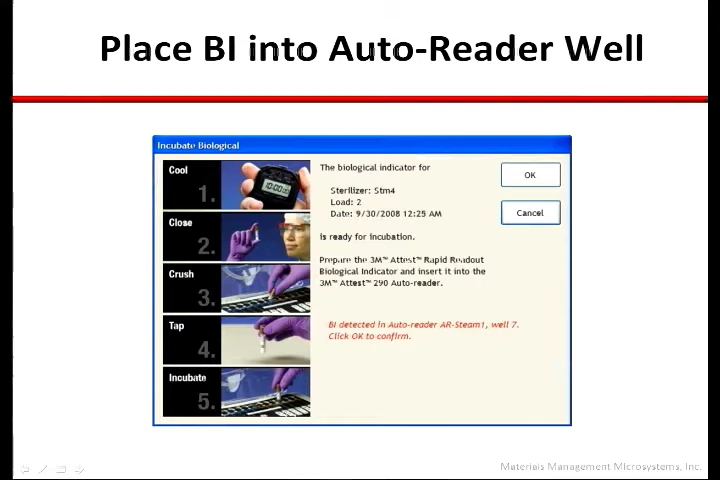 Place BI into Auto-Reader Well
Incubate Biological
Cool
1.
Close
2.
Crush
3.
Tap
4.
Incubate
5.
10:00
The biological indicator for
Sterilizer: Stm4
Load: 2
Date: 9/30/2008 12:25 AM
is ready for incubation.
Prepare the 3M™ Attest™ Rapid Readout
Biological Indicator and insert it into the
3M™ Attest™ 290 Auto-reader.
BI detected in Auto-reader AR-Steam1, well 7.
Click OK to confirm.
OK
Cancel
Materials Management Microsystems, Inc.